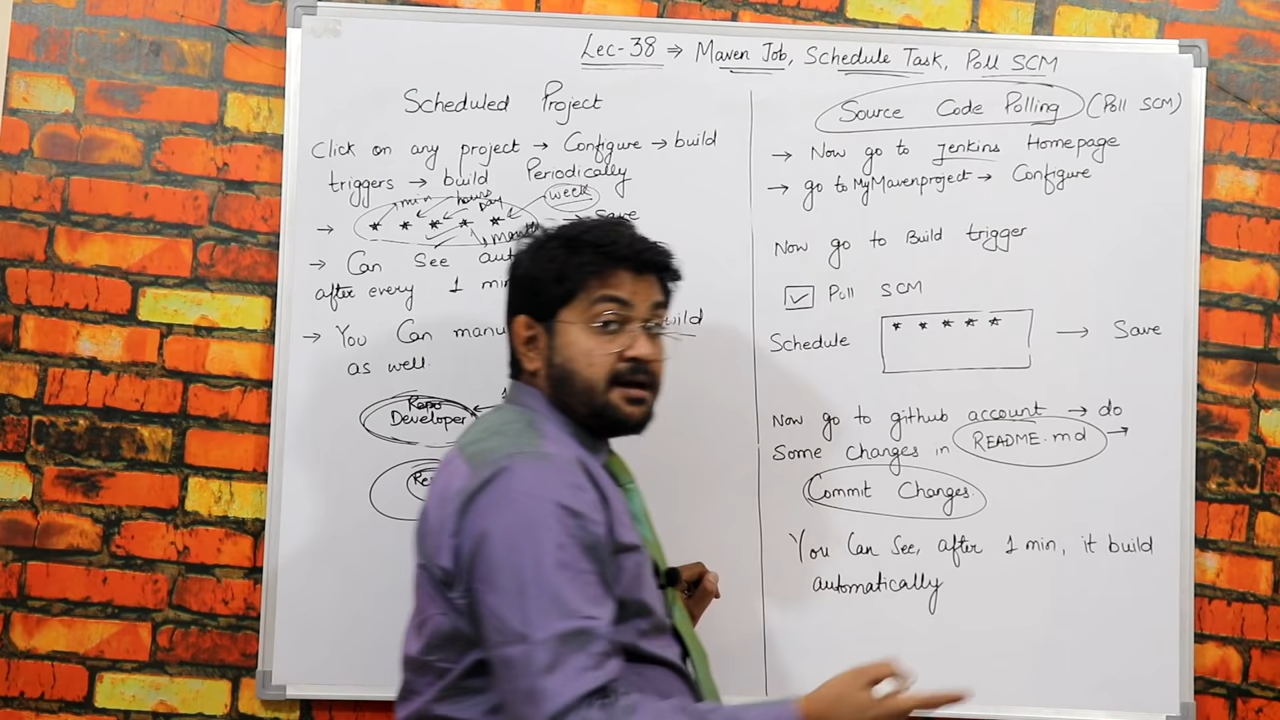 Lec-38 → Maven Job, Schedule Task, Poll SCM
Scheduled Project
Click on any project → Configure → build
triggers → build Periodically
min hours Day week
→ * * * * * → Save
month
→ Can See
after every 1 min
→ You Can build
as well.
Repo
Developer
Source Code Polling (Poll SCM)
→ Now go to Jenkins Homepage
→ go to MyMavenproject → Configure
Now go to Build trigger
☑ Poll SCM
Schedule * * * * * → Save
Now go to github account → do
Some Changes in README.md →
Commit Changes.
You Can See, after 1 min, it build
automatically